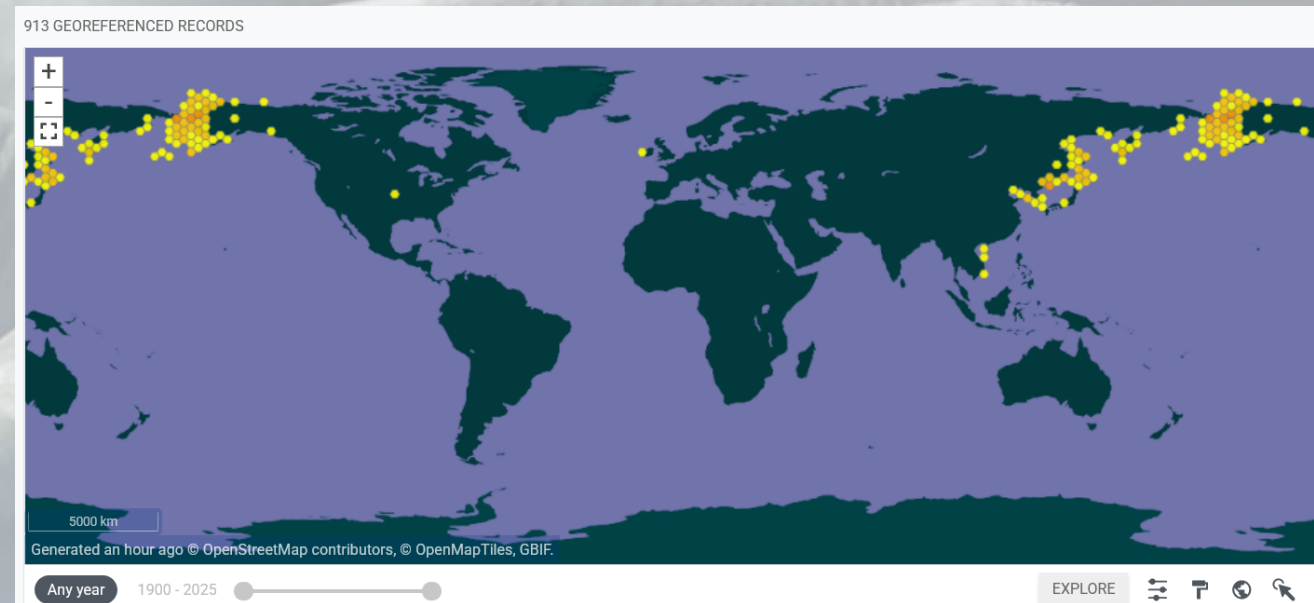 913 GEOREFERENCED RECORDS
+
-
5000 km
Generated an hour ago © OpenStreetMap contributors, © OpenMapTiles, GBIF.
Any year 1900 - 2025 EXPLORE